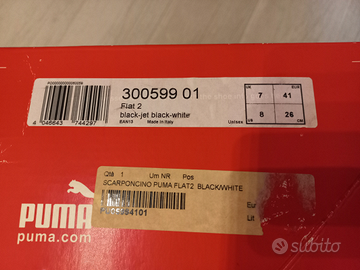 300599 01
Flat 2
black-jet black-white
EAN13 Made in Italy Unisex
4 046643 744297
UK 7 EUR 41
US 8 CM 26
Qtà 1 Um NR Pos
SCARPONCINO PUMA FLAT2 BLACK/WHITE
PUMA
puma.com
subito